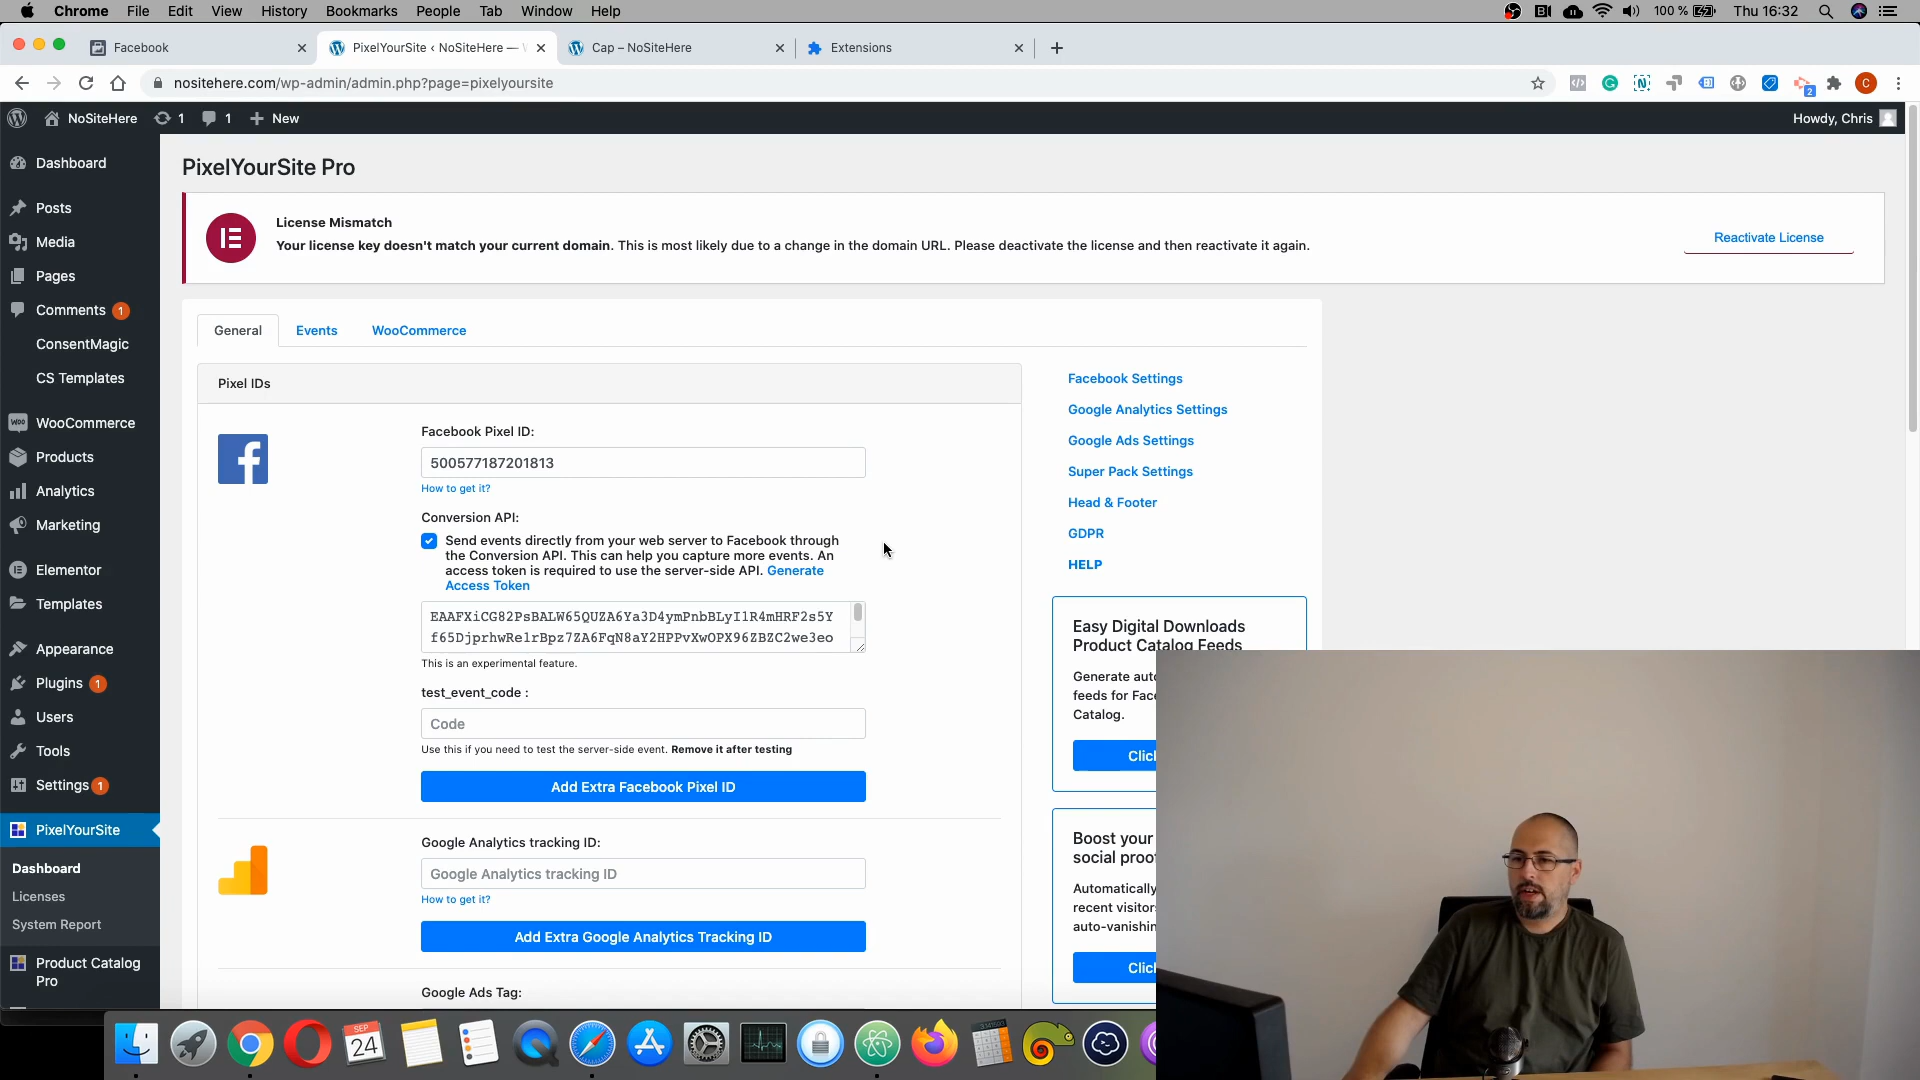 Chrome File Edit View History Bookmarks People Tab Window Help 100 % Thu 16:32
Facebook PixelYourSite ‹ NoSiteHere — Cap – NoSiteHere Extensions
nositehere.com/wp-admin/admin.php?page=pixelyoursite C 2
NoSiteHere 1 1 New Howdy, Chris
Dashboard
Posts
Media
Pages
Comments 1
ConsentMagic
CS Templates
WooCommerce
Products
Analytics
Marketing
Elementor
Templates
Appearance
Plugins 1
Users
Tools
Settings 1
PixelYourSite
Dashboard
Licenses
System Report
Product Catalog
Pro
PixelYourSite Pro
License Mismatch
Your license key doesn't match your current domain. This is most likely due to a change in the domain URL. Please deactivate the license and then reactivate it again.
Reactivate License
General Events WooCommerce
Pixel IDs
Facebook Pixel ID:
500577187201813
How to get it?
Conversion API:
Send events directly from your web server to Facebook through
the Conversion API. This can help you capture more events. An
access token is required to use the server-side API. Generate
Access Token
EAAFXiCG82PsBALW65QUZA6Ya3D4ymPnbBLyI1R4mHRF2s5Y
f65DjprhwRe1rBpz7ZA6FqN8aY2HPPvXwOPX96ZBZC2we3eo
This is an experimental feature.
test_event_code :
Code
Use this if you need to test the server-side event. Remove it after testing
Add Extra Facebook Pixel ID
Google Analytics tracking ID:
Google Analytics tracking ID
How to get it?
Add Extra Google Analytics Tracking ID
Google Ads Tag:
Facebook Settings
Google Analytics Settings
Google Ads Settings
Super Pack Settings
Head & Footer
GDPR
HELP
Easy Digital Downloads
Product Catalog Feeds
Generate
feeds for
Catalog.
Boost your
social
Automatically
recent
SEP
24